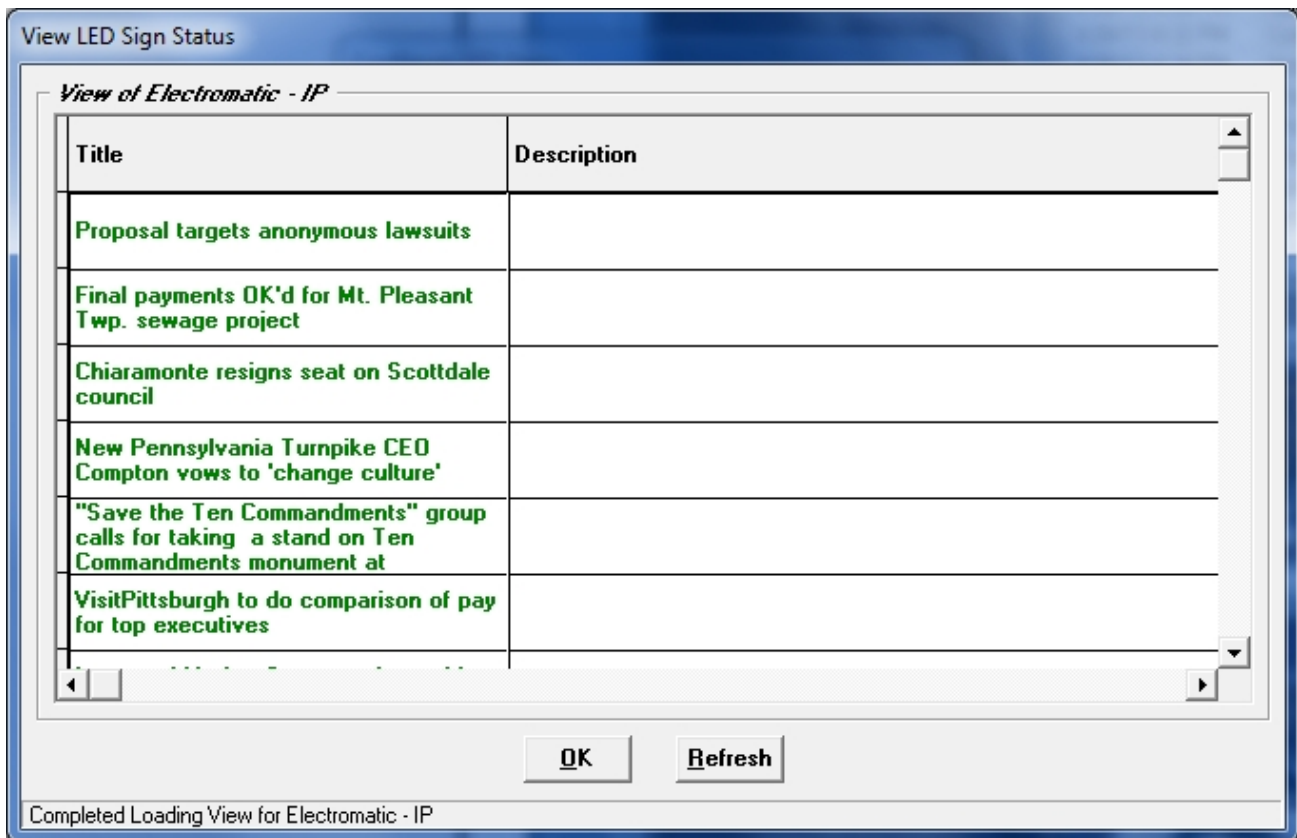 View LED Sign Status
View of Electromatic - IP
Title Description
Proposal targets anonymous lawsuits
Final payments OK'd for Mt. Pleasant
Twp. sewage project
Chiaramonte resigns seat on Scottdale
council
New Pennsylvania Turnpike CEO
Compton vows to 'change culture'
"Save the Ten Commandments" group
calls for taking  a stand on Ten
Commandments monument at
VisitPittsburgh to do comparison of pay
for top executives
OK Refresh
Completed Loading View for Electromatic - IP